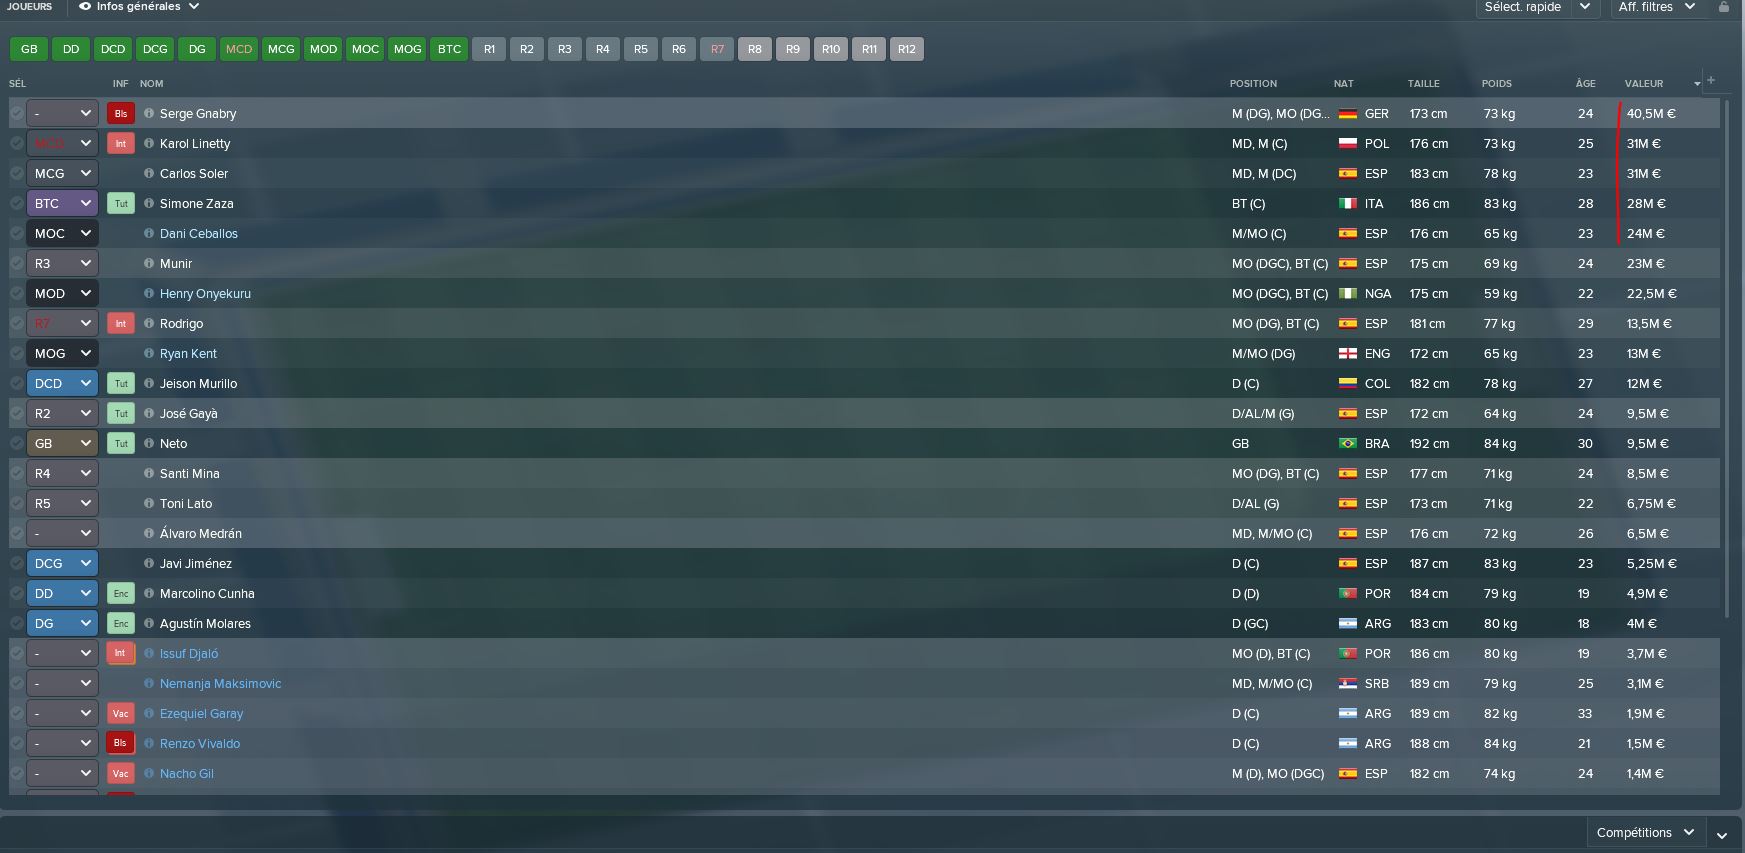 JOUEURS Infos générales Sélect. rapide Aff. filtres
GB DD DCD DCG DG MCD MCG MOD MOC MOG BTC R1 R2 R3 R4 R5 R6 R7 R8 R9 R10 R11 R12
SÉL INF NOM POSITION NAT TAILLE POIDS ÂGE VALEUR +
- Bls Serge Gnabry M (DG), MO (DG... GER 173 cm 73 kg 24 40,5M €
MCD Int Karol Linetty MD, M (C) POL 176 cm 73 kg 25 31M €
MCG Carlos Soler MD, M (DC) ESP 183 cm 78 kg 23 31M €
BTC Tut Simone Zaza BT (C) ITA 186 cm 83 kg 28 28M €
MOC Dani Ceballos M/MO (C) ESP 176 cm 65 kg 23 24M €
R3 Munir MO (DGC), BT (C) ESP 175 cm 69 kg 24 23M €
MOD Henry Onyekuru MO (DGC), BT (C) NGA 175 cm 59 kg 22 22,5M €
R7 Int Rodrigo MO (DG), BT (C) ESP 181 cm 77 kg 29 13,5M €
MOG Ryan Kent M/MO (DG) ENG 172 cm 65 kg 23 13M €
DCD Tut Jeison Murillo D (C) COL 182 cm 78 kg 27 12M €
R2 Tut José Gayà D/AL/M (G) ESP 172 cm 64 kg 24 9,5M €
GB Tut Neto GB BRA 192 cm 84 kg 30 9,5M €
R4 Santi Mina MO (DG), BT (C) ESP 177 cm 71 kg 24 8,5M €
R5 Toni Lato D/AL (G) ESP 173 cm 71 kg 22 6,75M €
- Álvaro Medrán MD, M/MO (C) ESP 176 cm 72 kg 26 6,5M €
DCG Javi Jiménez D (C) ESP 187 cm 83 kg 23 5,25M €
DD Enc Marcolino Cunha D (D) POR 184 cm 79 kg 19 4,9M €
DG Enc Agustín Molares D (GC) ARG 183 cm 80 kg 18 4M €
- Int Issuf Djaló MO (D), BT (C) POR 186 cm 80 kg 19 3,7M €
- Nemanja Maksimovic MD, M/MO (C) SRB 189 cm 79 kg 25 3,1M €
- Vac Ezequiel Garay D (C) ARG 189 cm 82 kg 33 1,9M €
- Bls Renzo Vivaldo D (C) ARG 188 cm 84 kg 21 1,5M €
- Vac Nacho Gil M (D), MO (DGC) ESP 182 cm 74 kg 24 1,4M €
Compétitions